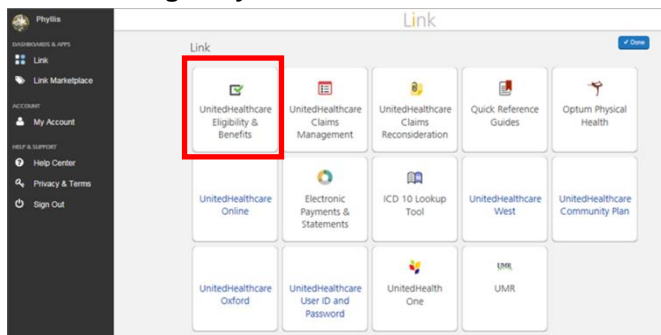 Phyllis
Link
DASHBOARDS & APPS
Link
Link Marketplace
ACCOUNT
My Account
HELP & SUPPORT
Help Center
Privacy & Terms
Sign Out
Link
✔ Done
UnitedHealthcare
Eligibility &
Benefits
UnitedHealthcare
Claims
Management
UnitedHealthcare
Claims
Reconsideration
Quick Reference
Guides
Optum Physical
Health
UnitedHealthcare
Online
Electronic
Payments &
Statements
ICD 10 Lookup
Tool
UnitedHealthcare
West
UnitedHealthcare
Community Plan
UnitedHealthcare
Oxford
UnitedHealthcare
User ID and
Password
UnitedHealth
One
UMR
UMR